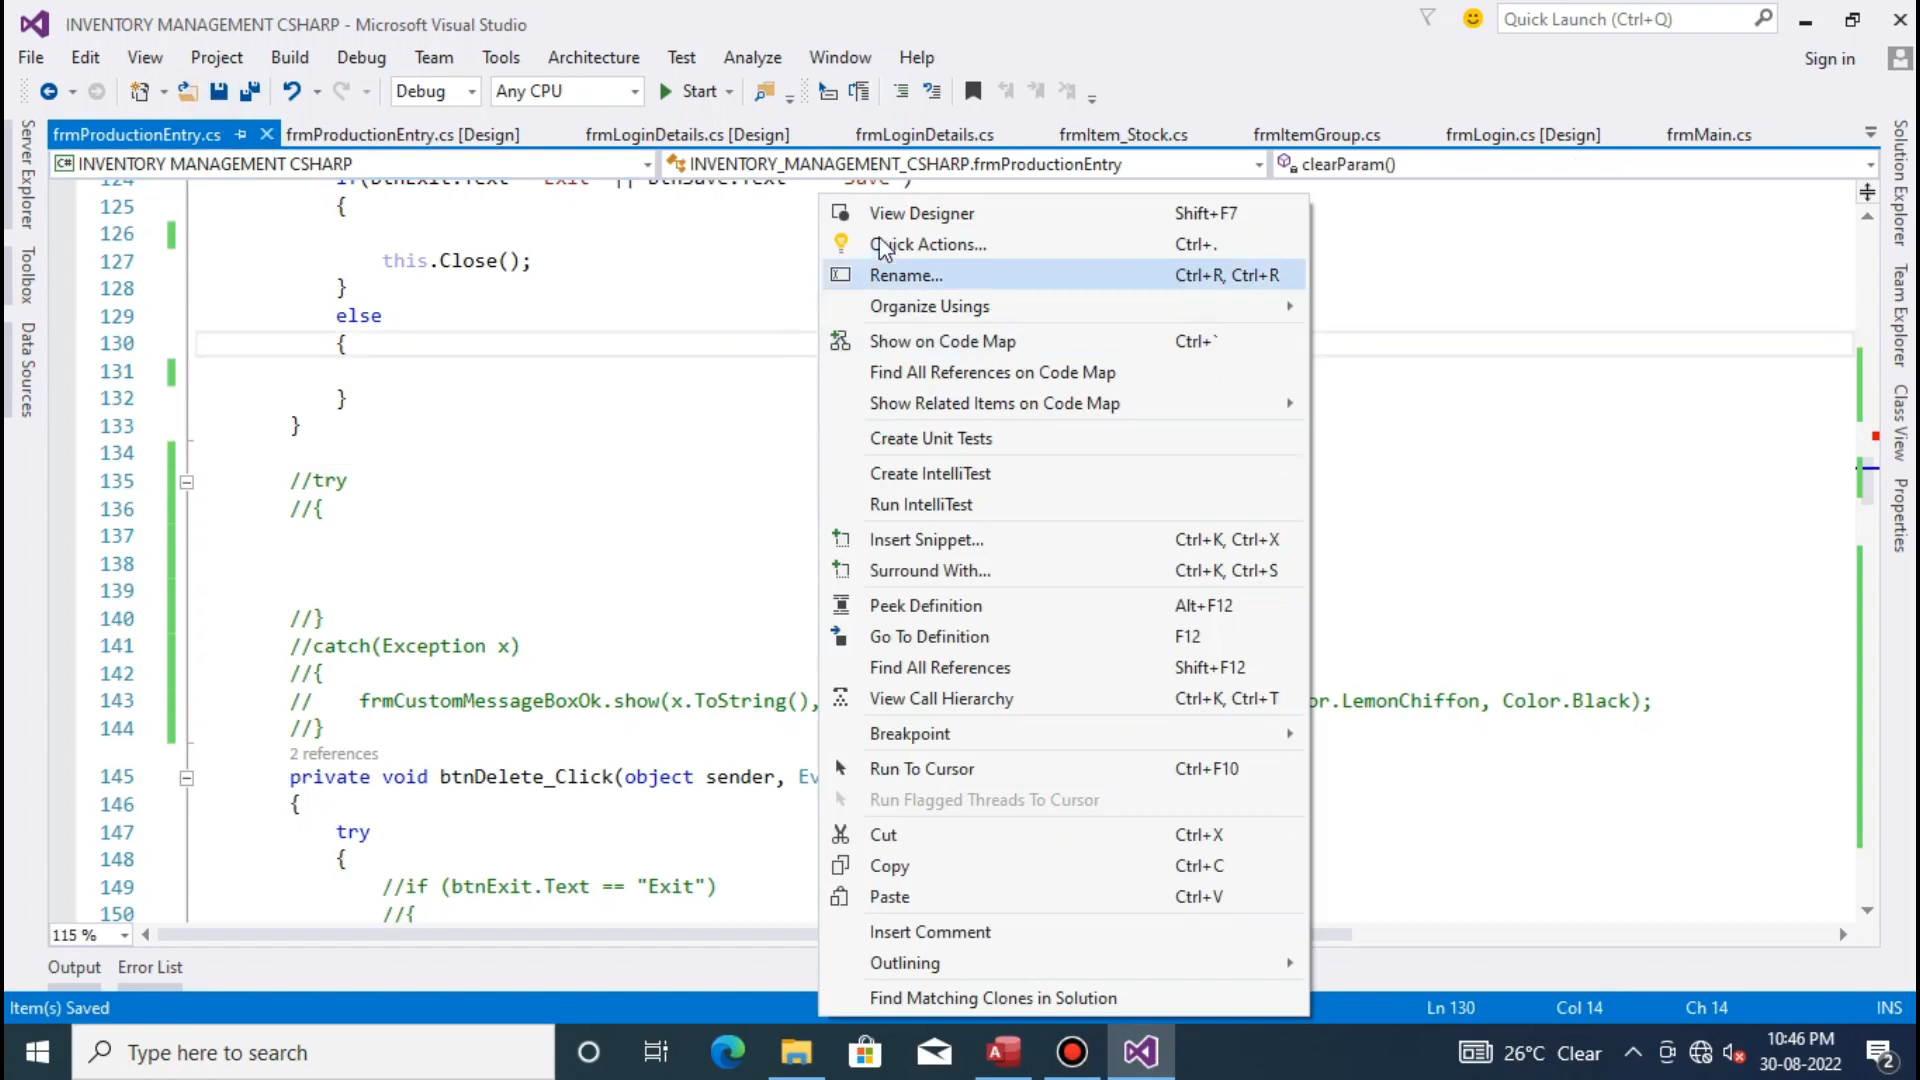 INVENTORY MANAGEMENT CSHARP - Microsoft Visual Studio
Quick Launch (Ctrl+Q)
File Edit View Project Build Debug Team Tools Architecture Test Analyze Window Help
Sign in
Debug Any CPU Start
frmProductionEntry.cs frmProductionEntry.cs [Design] frmLoginDetails.cs [Design] frmLoginDetails.cs frmItem_Stock.cs frmItemGroup.cs frmLogin.cs [Design] frmMain.cs
C# INVENTORY MANAGEMENT CSHARP INVENTORY_MANAGEMENT_CSHARP.frmProductionEntry clearParam()
Server Explorer
Toolbox
Data Sources
Solution Explorer
Team Explorer
Class View
Properties
125 {
126
127 this.Close();
128 }
129 else
130 {
131
132 }
133 }
134
135 //try
136 //{
137
138
139
140 //}
141 //catch(Exception x)
142 //{
143 // frmCustomMessageBoxOk.show(x.ToString(), or.LemonChiffon, Color.Black);
144 //}
2 references
145 private void btnDelete_Click(object sender, Ev
146 {
147 try
148 {
149 //if (btnExit.Text == "Exit")
150 //{
View Designer Shift+F7
Quick Actions... Ctrl+.
Rename... Ctrl+R, Ctrl+R
Organize Usings
Show on Code Map Ctrl+`
Find All References on Code Map
Show Related Items on Code Map
Create Unit Tests
Create IntelliTest
Run IntelliTest
Insert Snippet... Ctrl+K, Ctrl+X
Surround With... Ctrl+K, Ctrl+S
Peek Definition Alt+F12
Go To Definition F12
Find All References Shift+F12
View Call Hierarchy Ctrl+K, Ctrl+T
Breakpoint
Run To Cursor Ctrl+F10
Run Flagged Threads To Cursor
Cut Ctrl+X
Copy Ctrl+C
Paste Ctrl+V
Insert Comment
Outlining
Find Matching Clones in Solution
115 %
Output Error List
Item(s) Saved Ln 130 Col 14 Ch 14 INS
Type here to search
26°C Clear
10:46 PM
30-08-2022
2